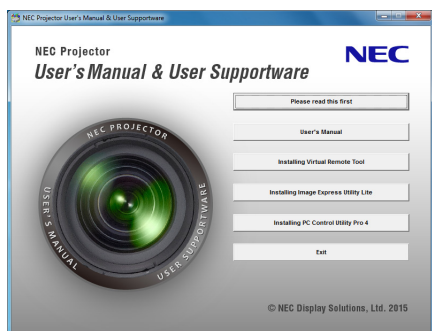 NEC Projector User's Manual & User Supportware
NEC Projector
NEC
User's Manual & User Supportware
Please read this first
User's Manual
Installing Virtual Remote Tool
Installing Image Express Utility Lite
Installing PC Control Utility Pro 4
Exit
NEC PROJECTOR
USER'S MANUAL
USER SUPPORTWARE
© NEC Display Solutions, Ltd. 2015